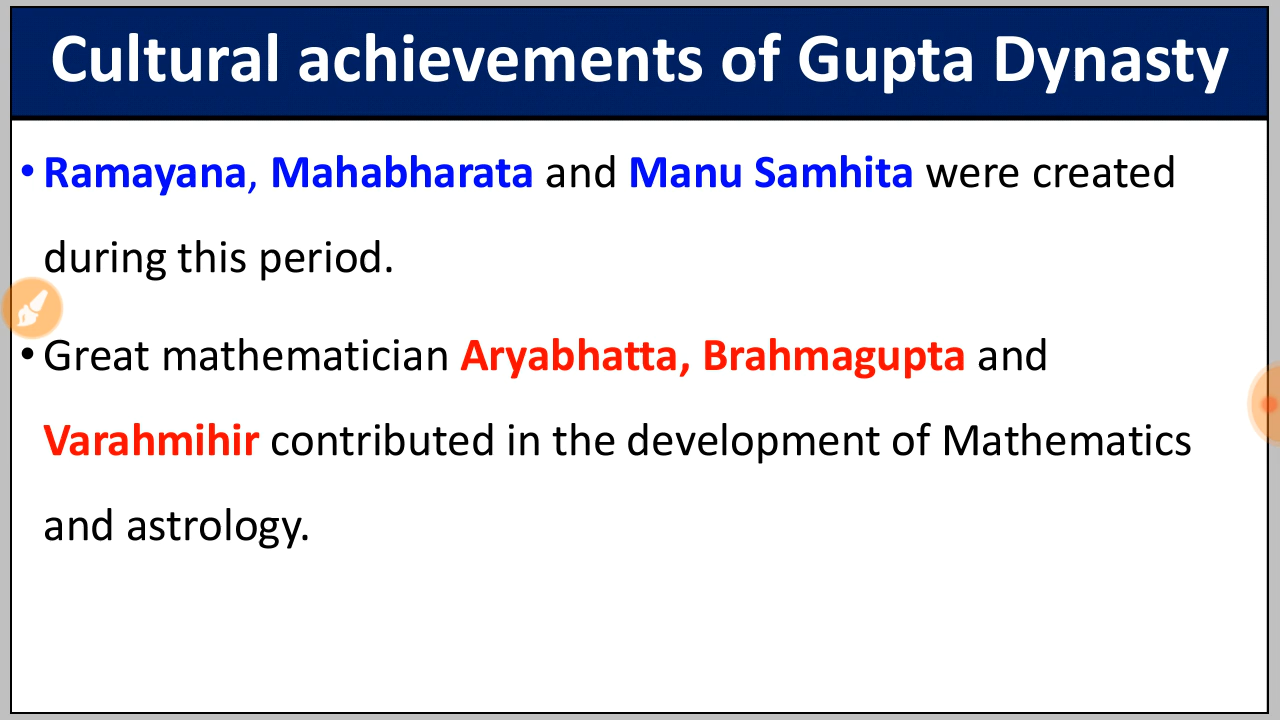 Cultural achievements of Gupta Dynasty
• Ramayana, Mahabharata and Manu Samhita were created
during this period.
• Great mathematician Aryabhatta, Brahmagupta and
Varahmihir contributed in the development of Mathematics
and astrology.